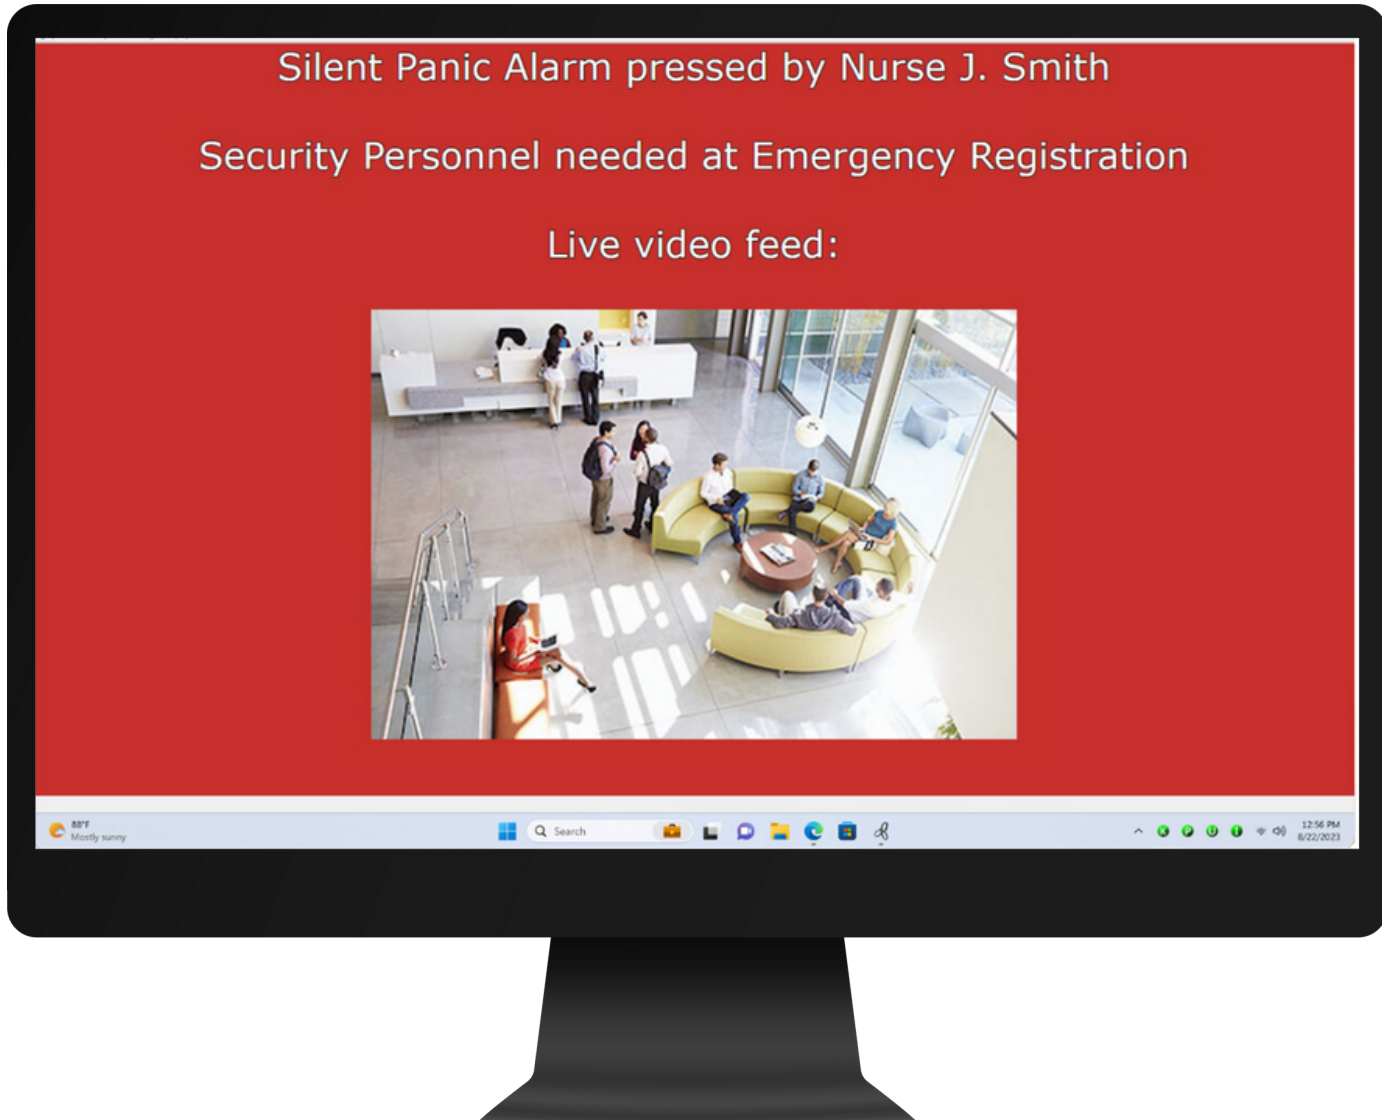 Silent Panic Alarm pressed by Nurse J. Smith
Security Personnel needed at Emergency Registration
Live video feed:
88°F
Mostly sunny
Search
12:56 PM
8/22/2023